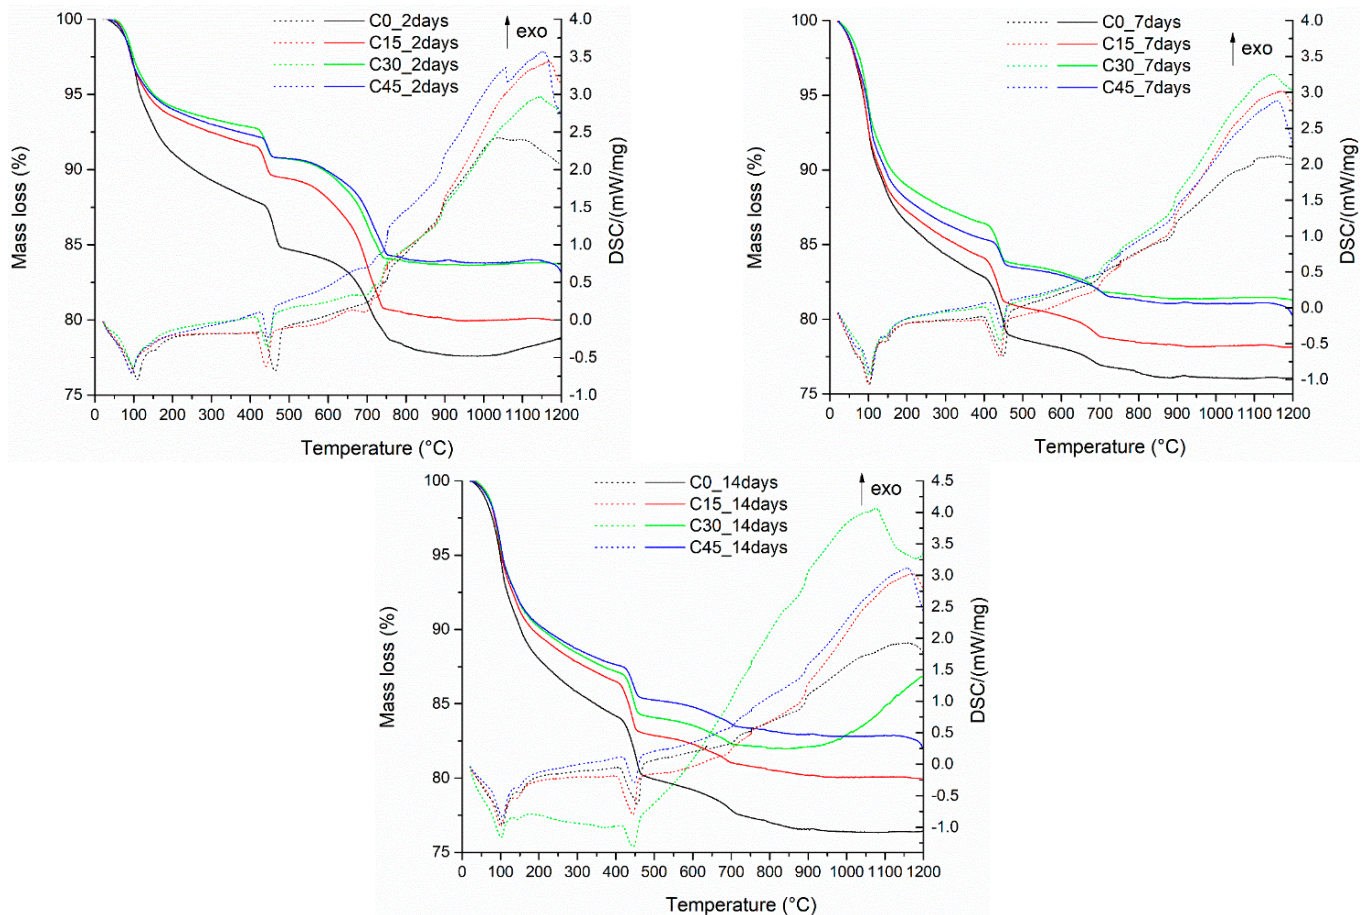 C0_2days
C15_2days
C30_2days
C45_2days
exo
100
95
90
85
80
75
Mass loss (%)
4.0
3.5
3.0
2.5
2.0
1.5
1.0
0.5
0.0
-0.5
-1.0
DSC/(mW/mg)
0 100 200 300 400 500 600 700 800 900 1000 1100 1200
Temperature (°C)
C0_7days
C15_7days
C30_7days
C45_7days
exo
100
95
90
85
80
75
Mass loss (%)
4.0
3.5
3.0
2.5
2.0
1.5
1.0
0.5
0.0
-0.5
-1.0
DSC/(mW/mg)
0 100 200 300 400 500 600 700 800 900 1000 1100 1200
Temperature (°C)
C0_14days
C15_14days
C30_14days
C45_14days
exo
100
95
90
85
80
75
Mass loss (%)
4.5
4.0
3.5
3.0
2.5
2.0
1.5
1.0
0.5
0.0
-0.5
-1.0
DSC/(mW/mg)
0 100 200 300 400 500 600 700 800 900 1000 1100 1200
Temperature (°C)